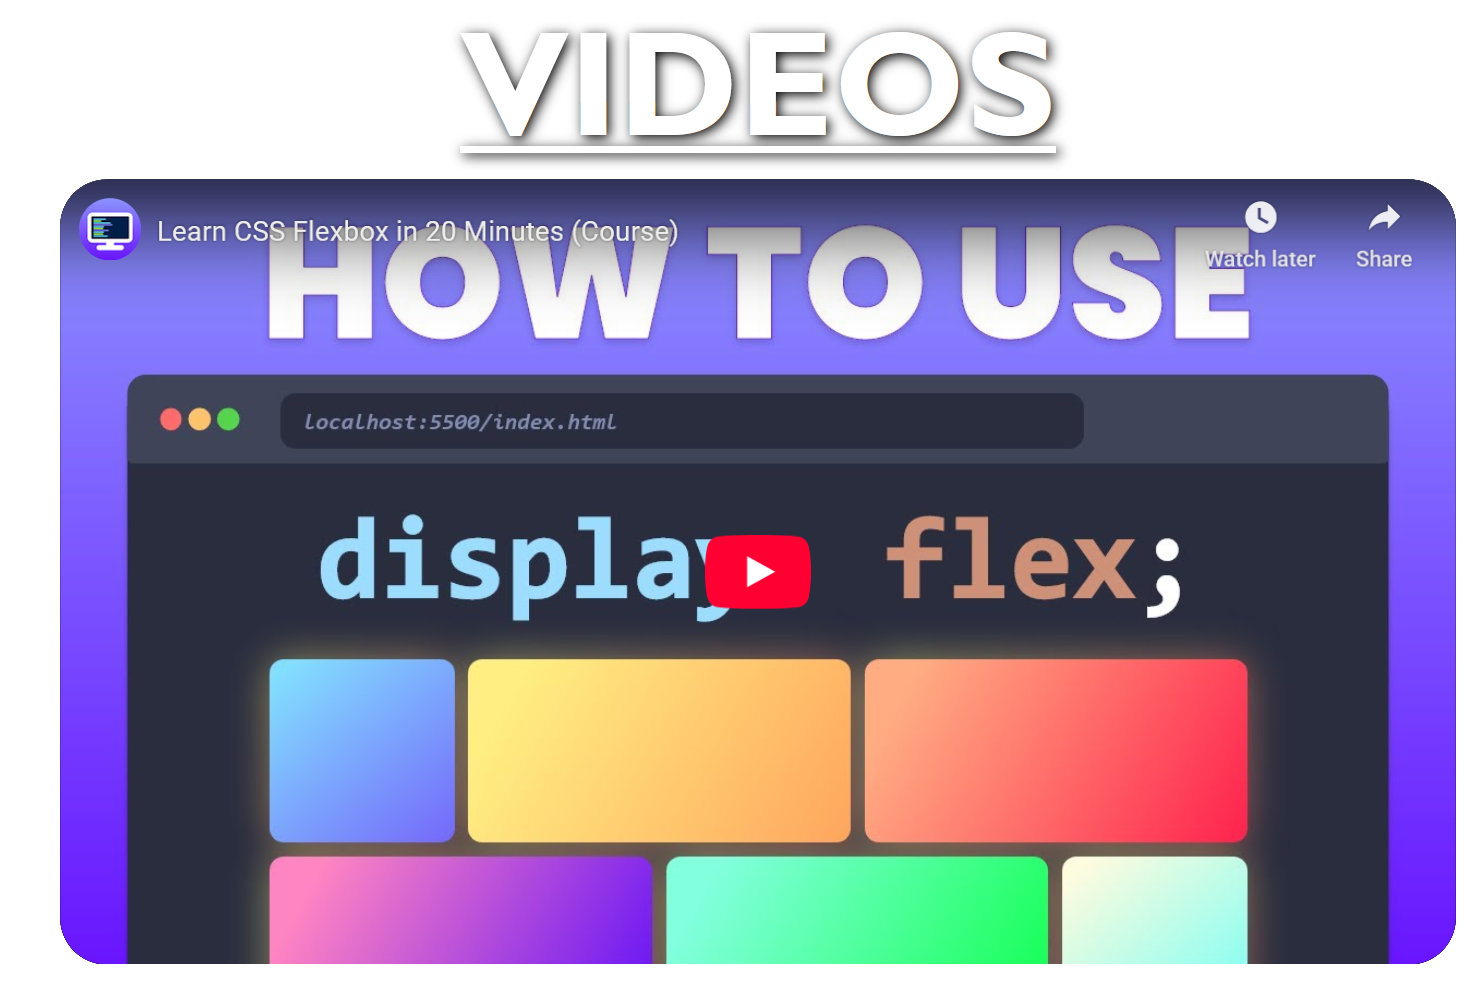 VIDEOS
Learn CSS Flexbox in 20 Minutes (Course)
Watch later
Share
HOW TO USE
localhost:5500/index.html
display flex;